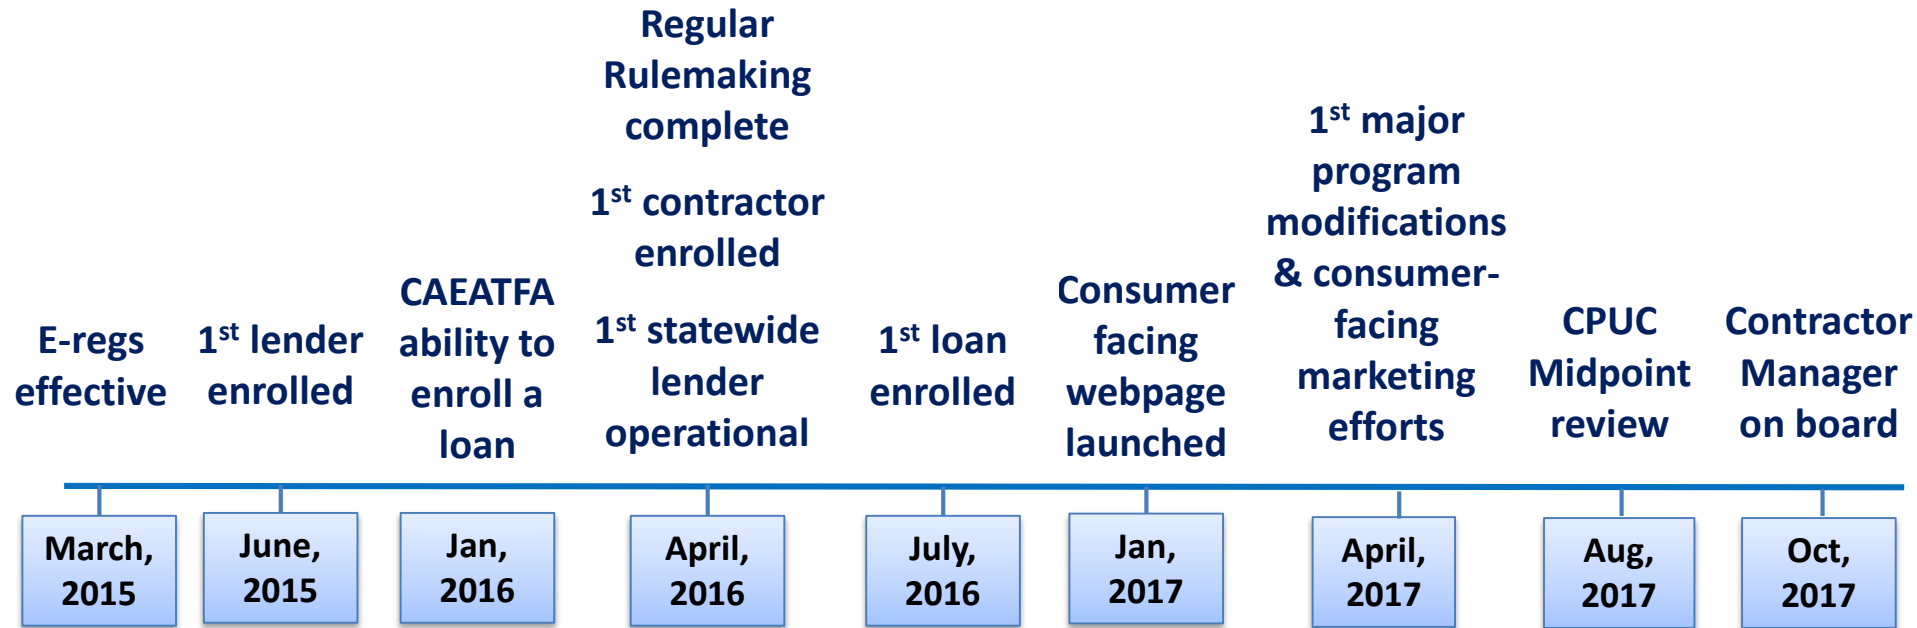 E-regs
effective
March,
2015
1st lender
enrolled
June,
2015
CAEATFA
ability to
enroll a
loan
Jan,
2016
Regular
Rulemaking
complete
1st contractor
enrolled
1st statewide
lender
operational
April,
2016
1st loan
enrolled
July,
2016
Consumer
facing
webpage
launched
Jan,
2017
1st major
program
modifications
& consumer-
facing
marketing
efforts
April,
2017
CPUC
Midpoint
review
Aug,
2017
Contractor
Manager
on board
Oct,
2017